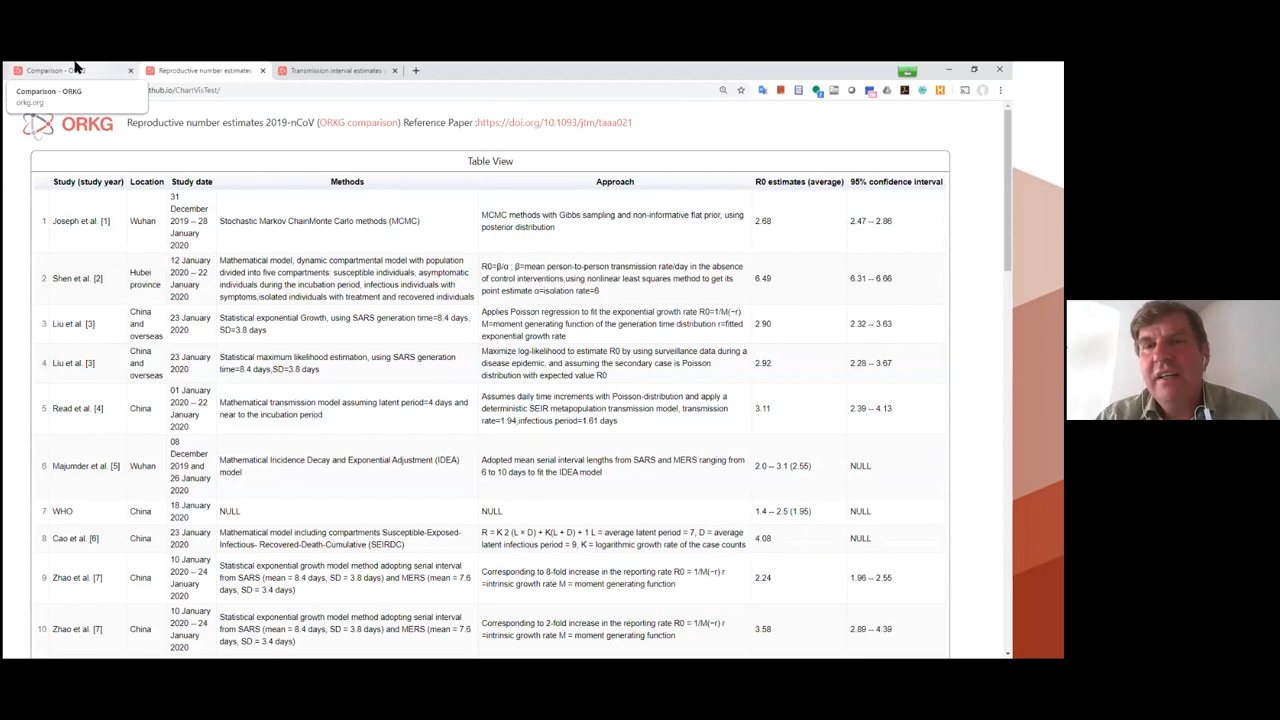 Comparison - ORKG
Reproductive number estimates
Transmission interval estimates
Comparison - ORKG
orkg.org
hub.io/ChartVisTest/
ORKG
Reproductive number estimates 2019-nCoV (ORKG comparison) Reference Paper :https://doi.org/10.1093/jtm/taaa021
Table View
Study (study year) Location Study date Methods Approach R0 estimates (average) 95% confidence interval
1 Joseph et al. [1]
Wuhan
31
December
2019 -- 28
January
2020
Stochastic Markov ChainMonte Carlo methods (MCMC)
MCMC methods with Gibbs sampling and non-informative flat prior, using
posterior distribution
2.68
2.47 -- 2.86
2 Shen et al. [2]
Hubei
province
12 January
2020 -- 22
January
2020
Mathematical model, dynamic compartmental model with population
divided into five compartments: susceptible individuals, asymptomatic
individuals during the incubation period, infectious individuals with
symptoms,isolated individuals with treatment and recovered individuals
R0=β/α ; β=mean person-to-person transmission rate/day in the absence
of control interventions,using nonlinear least squares method to get its
point estimate α=isolation rate=6
6.49
6.31 -- 6.66
3 Liu et al. [3]
China
and
overseas
23 January
2020
Statistical exponential Growth, using SARS generation time=8.4 days,
SD=3.8 days
Applies Poisson regression to fit the exponential growth rate R0=1/M(−r)
M=moment generating function of the generation time distribution r=fitted
exponential growth rate
2.90
2.32 -- 3.63
4 Liu et al. [3]
China
and
overseas
23 January
2020
Statistical maximum likelihood estimation, using SARS generation
time=8.4 days,SD=3.8 days
Maximize log-likelihood to estimate R0 by using surveillance data during a
disease epidemic, and assuming the secondary case is Poisson
distribution with expected value R0
2.92
2.28 -- 3.67
5 Read et al. [4]
China
01 January
2020 -- 22
January
2020
Mathematical transmission model assuming latent period=4 days and
near to the incubation period
Assumes daily time increments with Poisson-distribution and apply a
deterministic SEIR metapopulation transmission model, transmission
rate=1.94,infectious period=1.61 days
3.11
2.39 -- 4.13
6 Majumder et al. [5]
Wuhan
08
December
2019 and
26 January
2020
Mathematical Incidence Decay and Exponential Adjustment (IDEA)
model
Adopted mean serial interval lengths from SARS and MERS ranging from
6 to 10 days to fit the IDEA model
2.0 -- 3.1 (2.55)
NULL
7 WHO
China
18 January
2020
NULL
NULL
1.4 -- 2.5 (1.95)
NULL
8 Cao et al. [6]
China
23 January
2020
Mathematical model including compartments Susceptible-Exposed-
Infectious- Recovered-Death-Cumulative (SEIRDC)
R = K 2 (L × D) + K(L + D) + 1 L = average latent period = 7, D = average
latent infectious period = 9, K = logarithmic growth rate of the case counts
4.08
NULL
9 Zhao et al. [7]
China
10 January
2020 -- 24
January
2020
Statistical exponential growth model method adopting serial interval
from SARS (mean = 8.4 days, SD = 3.8 days) and MERS (mean = 7.6
days, SD = 3.4 days)
Corresponding to 8-fold increase in the reporting rate R0 = 1/M(−r) r
=intrinsic growth rate M = moment generating function
2.24
1.96 -- 2.55
10 Zhao et al. [7]
China
10 January
2020 -- 24
January
2020
Statistical exponential growth model method adopting serial interval
from SARS (mean = 8.4 days, SD = 3.8 days) and MERS (mean = 7.6
days, SD = 3.4 days)
Corresponding to 2-fold increase in the reporting rate R0 = 1/M(−r) r
=intrinsic growth rate M = moment generating function
3.58
2.89 -- 4.39